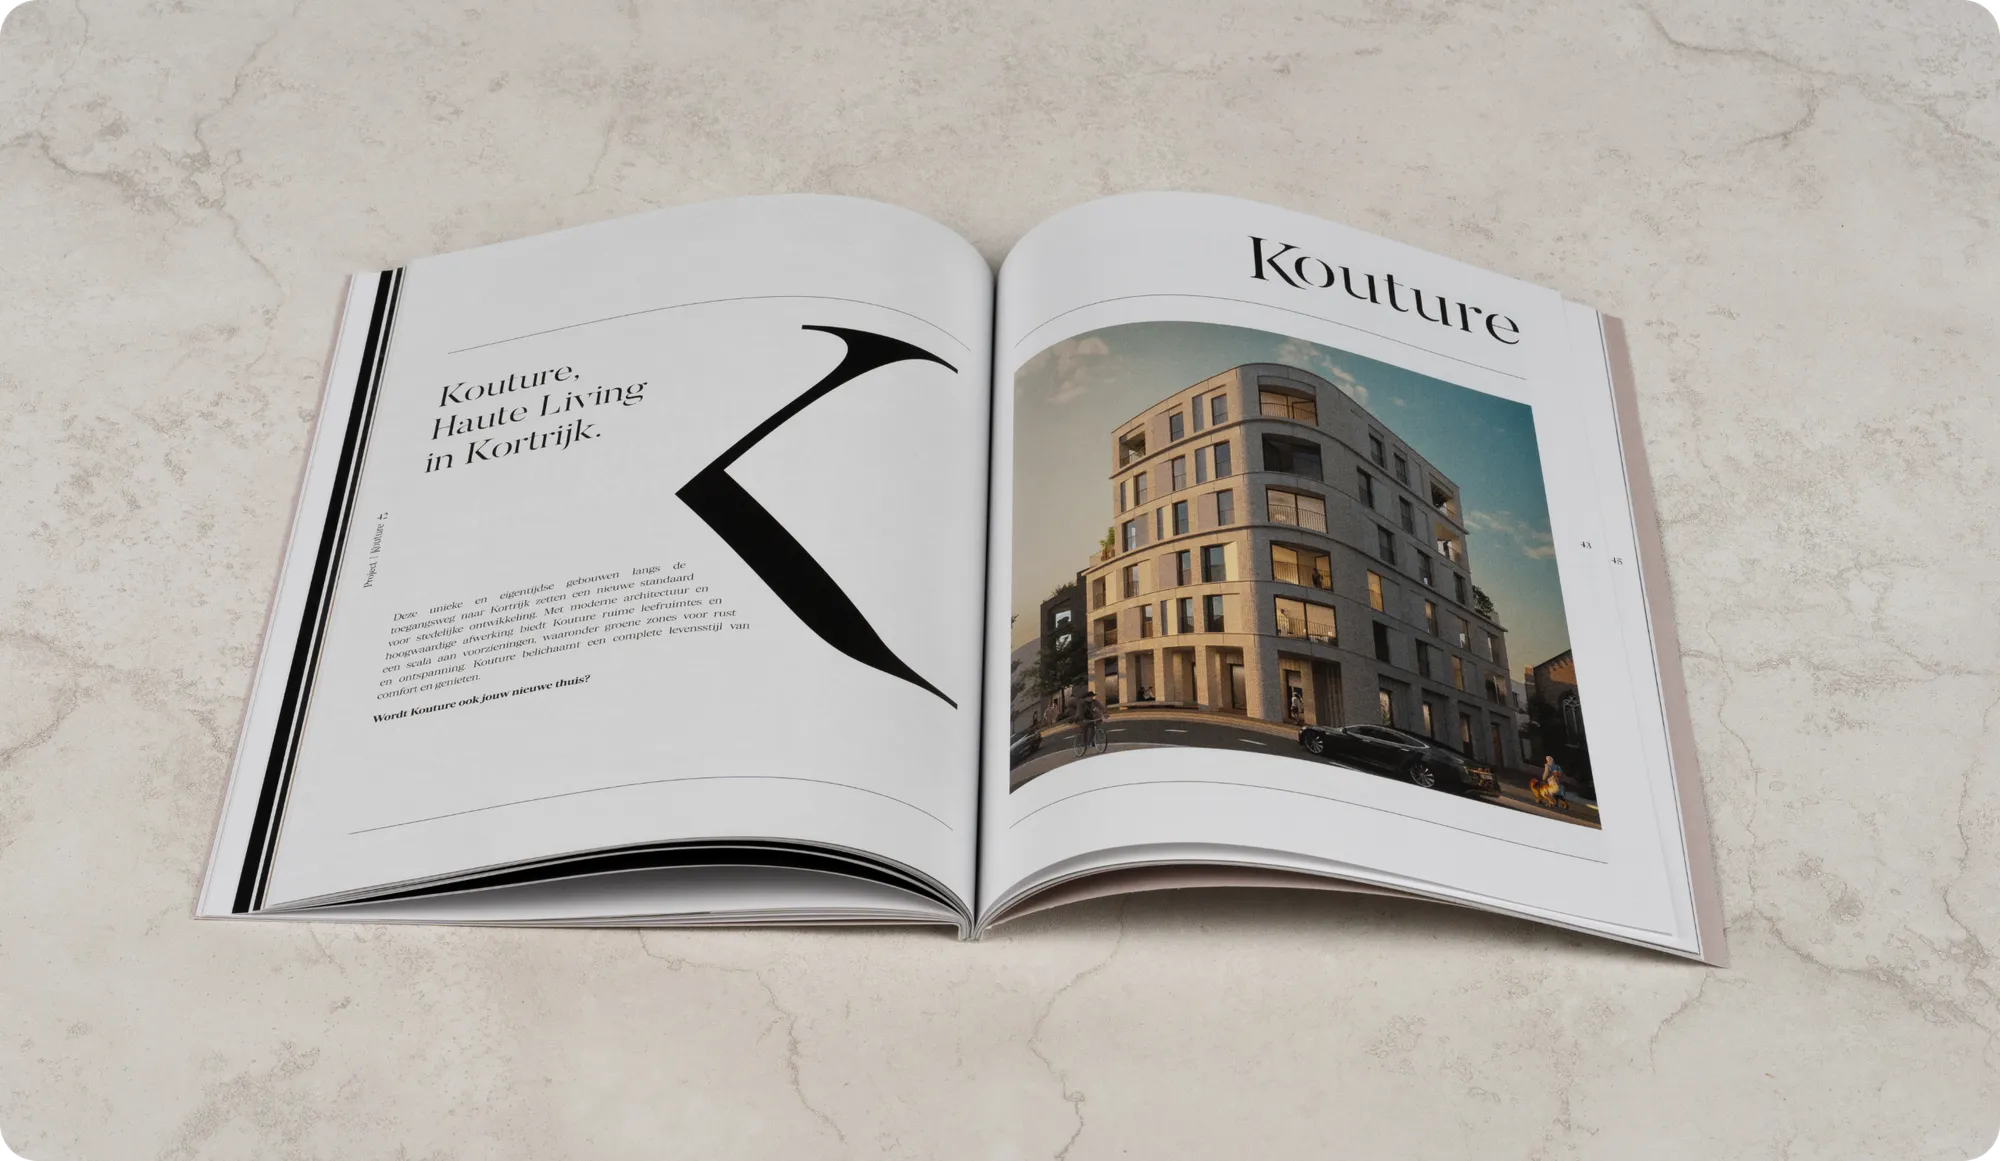 Kouture,
Haute Living
in Kortrijk.
Project | Kouture 42
Deze unieke en eigentijdse gebouwen langs de
toegangsweg naar Kortrijk zetten een nieuwe standaard
voor stedelijke ontwikkeling. Met moderne architectuur en
hoogwaardige afwerking biedt Kouture ruime leefruimtes en
een scala aan voorzieningen, waaronder groene zones voor rust
en ontspanning. Kouture belichaamt een complete levensstijl van
comfort en genieten.
Wordt Kouture ook jouw nieuwe thuis?
Kouture
43
45